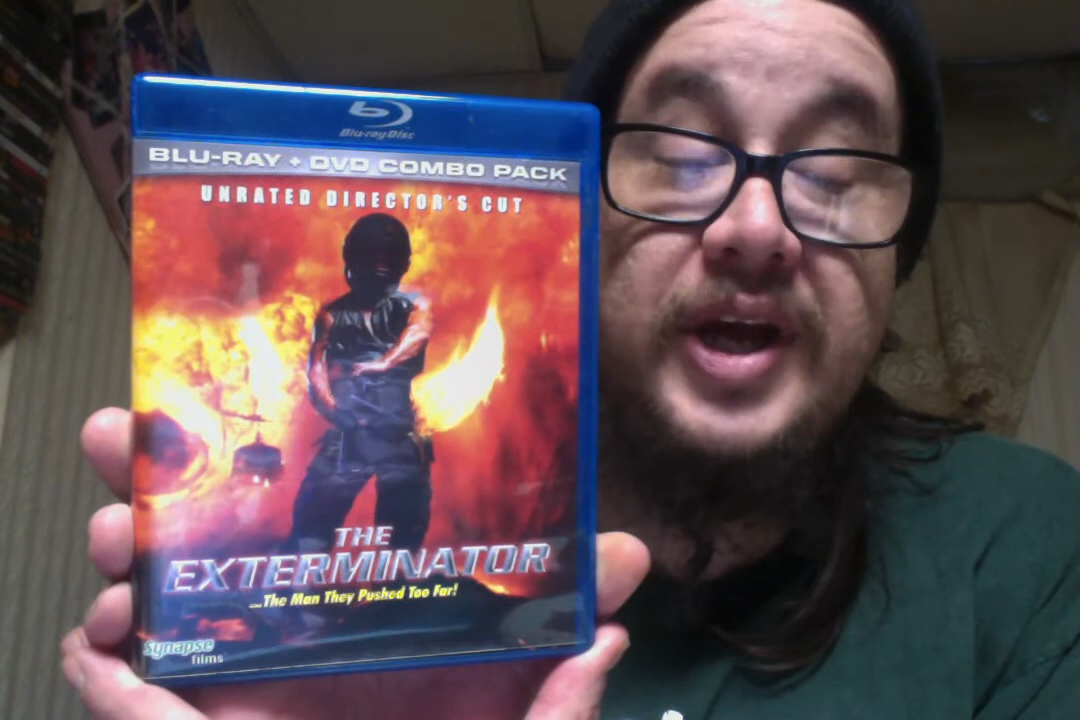 Blu-ray Disc
BLU-RAY + DVD COMBO PACK
UNRATED DIRECTOR'S CUT
THE
EXTERMINATOR
...The Man They Pushed Too Far!
synapse
films